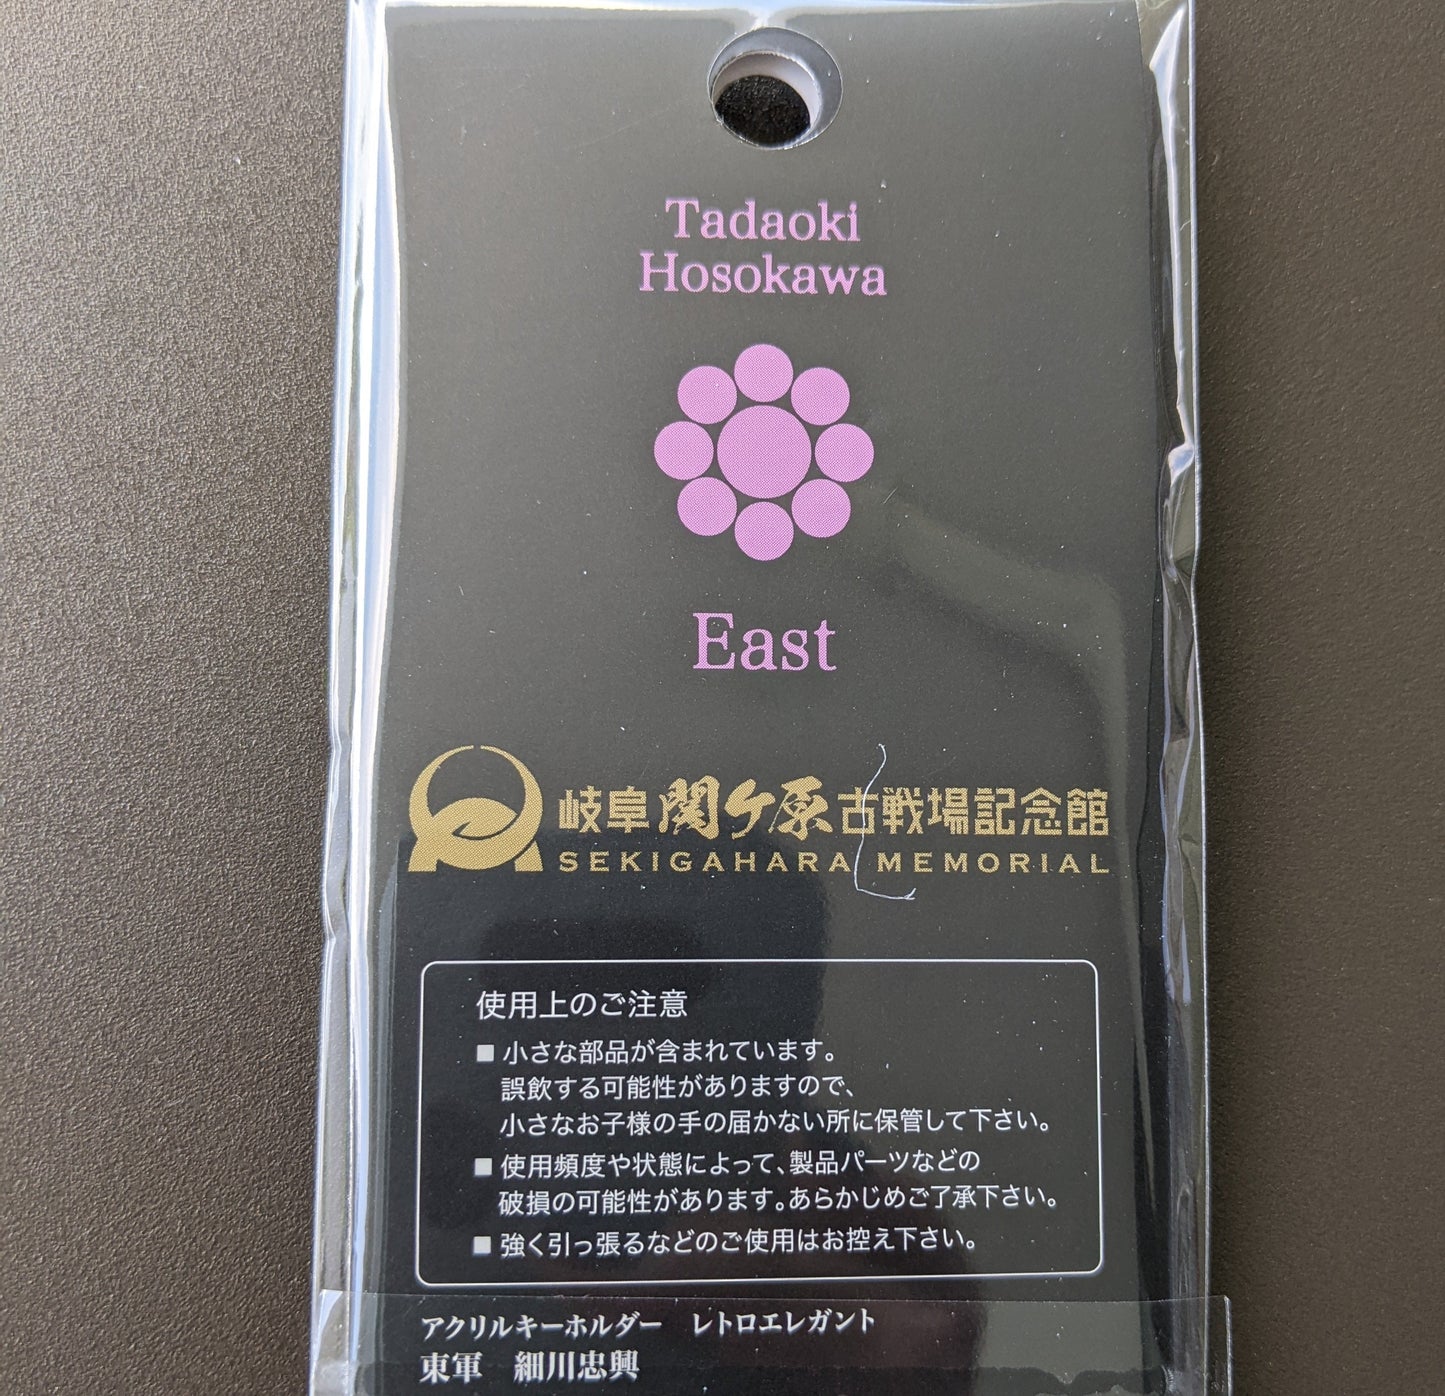 Tadaoki
Hosokawa
East
岐阜関ケ原古戦場記念館
SEKIGAHARA MEMORIAL
使用上のご注意
■ 小さな部品が含まれています。
誤飲する可能性がありますので、
小さなお子様の手の届かない所に保管して下さい。
■ 使用頻度や状態によって、製品パーツなどの
破損の可能性があります。あらかじめご了承下さい。
■ 強く引っ張るなどのご使用はお控え下さい。
アクリルキーホルダー　レトロエレガント
東軍　細川忠興